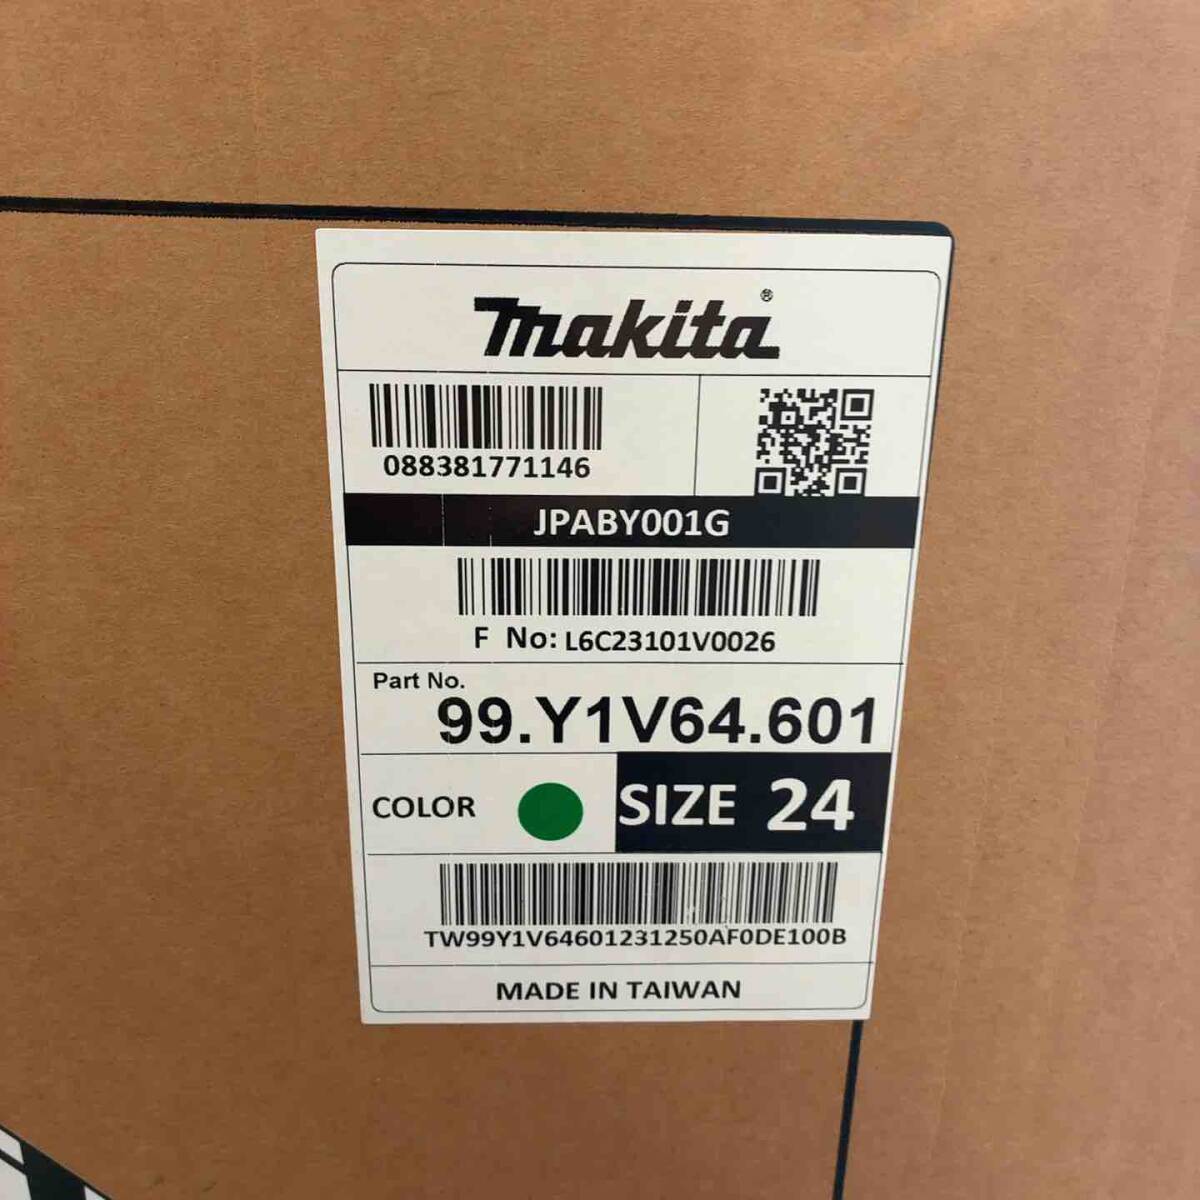 makita®
088381771146
JPABY001G
F No: L6C23101V0026
Part No.
99.Y1V64.601
COLOR
SIZE 24
TW99Y1V64601231250AF0DE100B
MADE IN TAIWAN